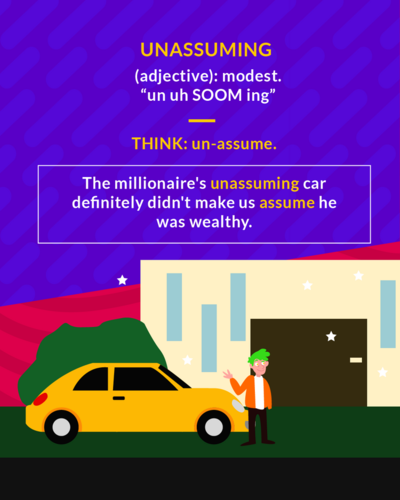 UNASSUMING
(adjective): modest.
“un uh SOOM ing”
THINK: un-assume.
The millionaire's unassuming car
definitely didn't make us assume he
was wealthy.